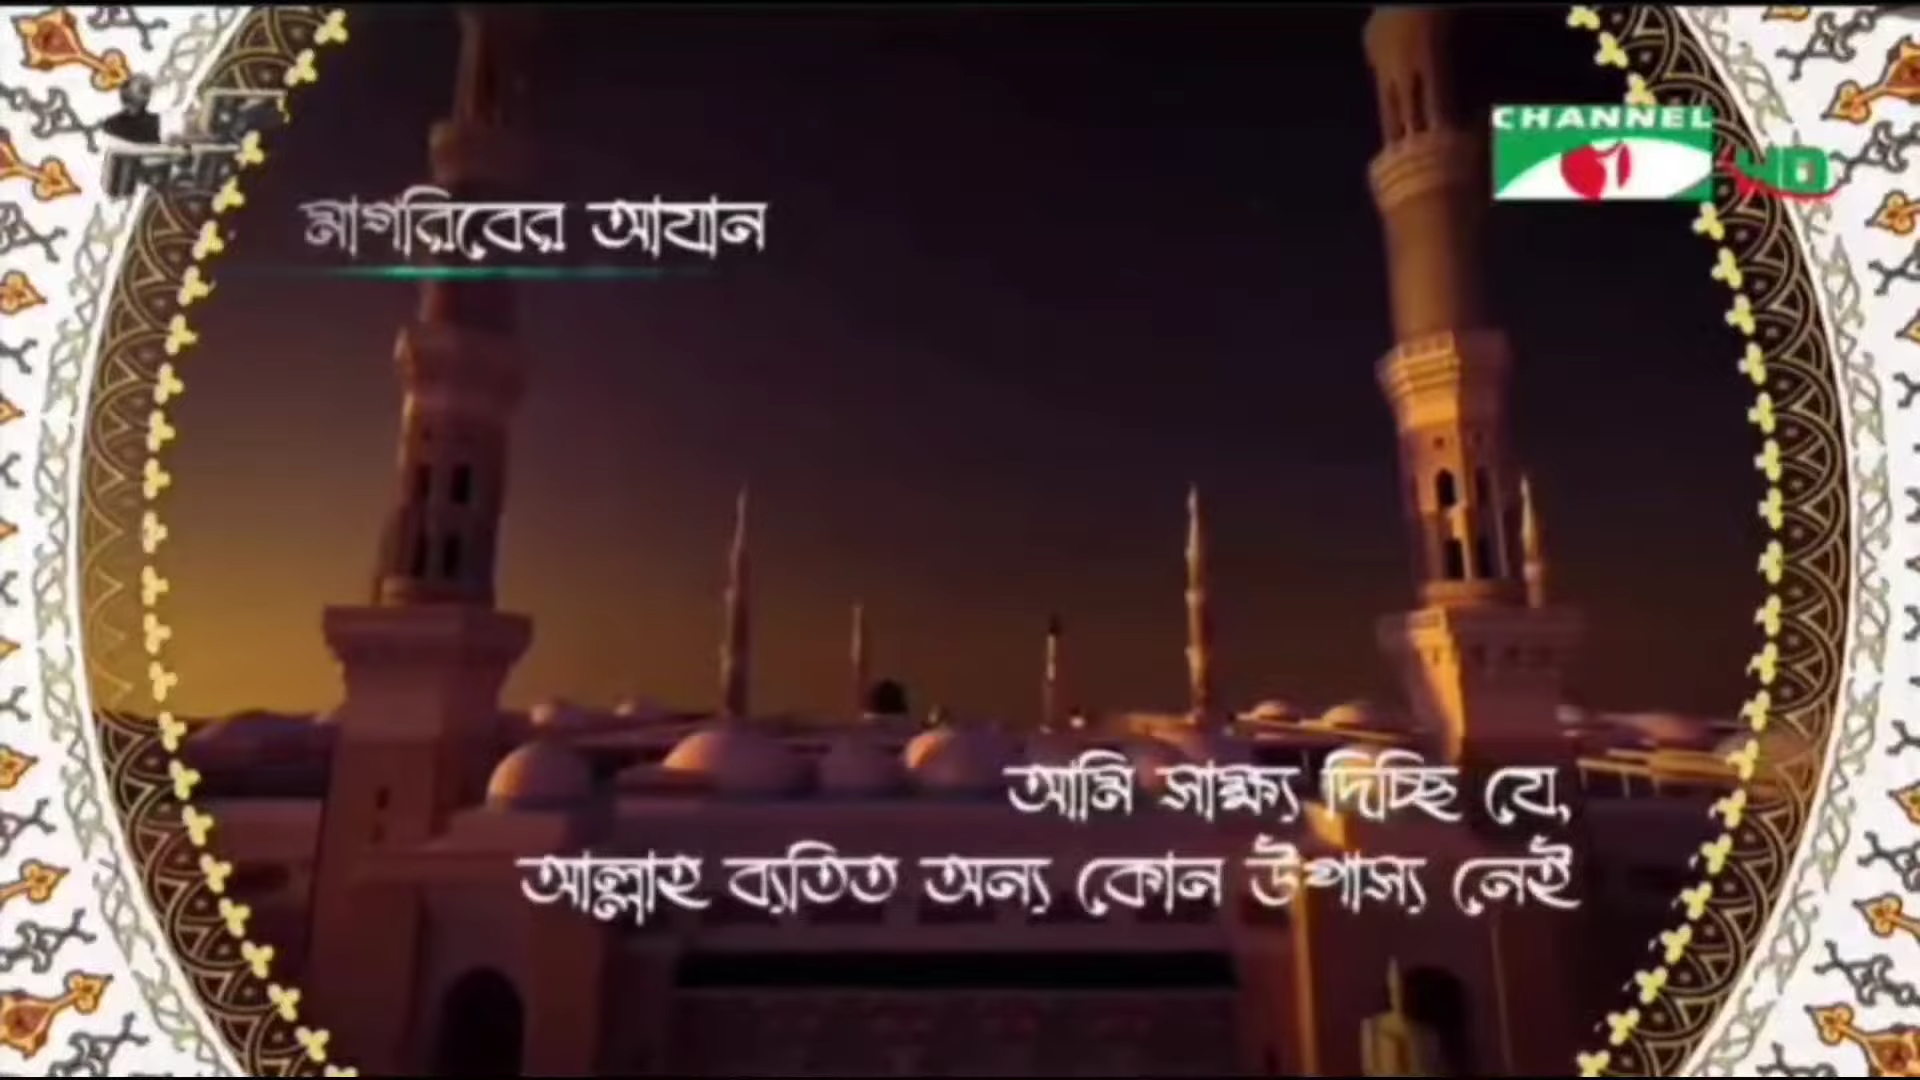 CHANNEL
HD
মাগরিবের আযান
আমি সাক্ষ্য দিচ্ছি যে,
আল্লাহ ব্যতিত অন্য কোন উপাস্য নেই